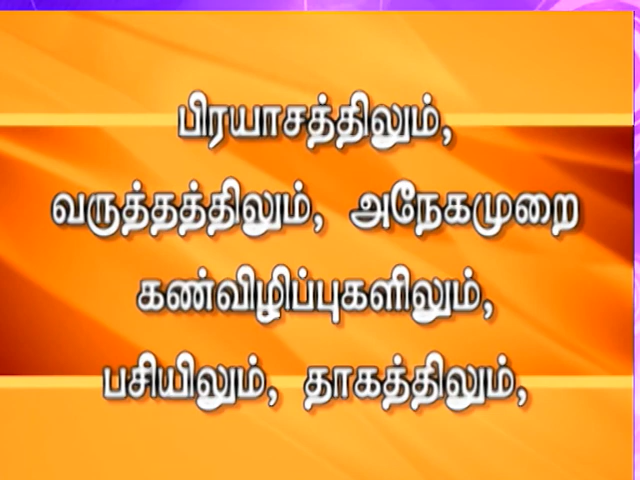 பிரயாசத்திலும்,
வருத்தத்திலும், அநேகமுறை
கண்விழிப்புகளிலும்,
பசியிலும், தாகத்திலும்,